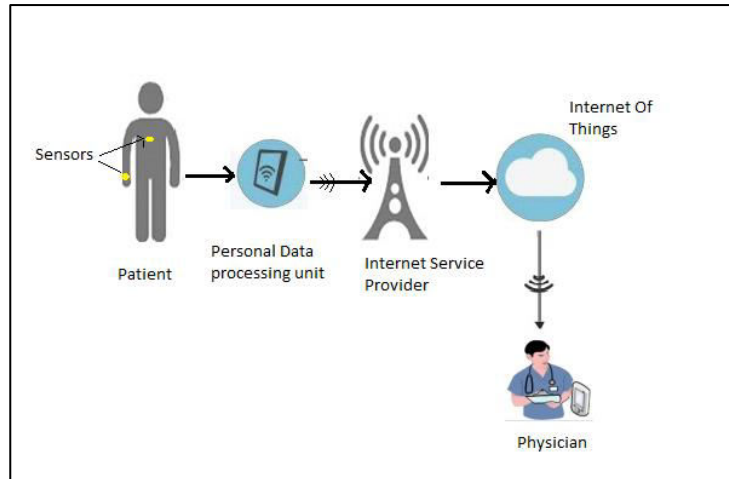 Internet Of
Things
Sensors
Patient
Personal Data
processing unit
Internet Service
Provider
Physician